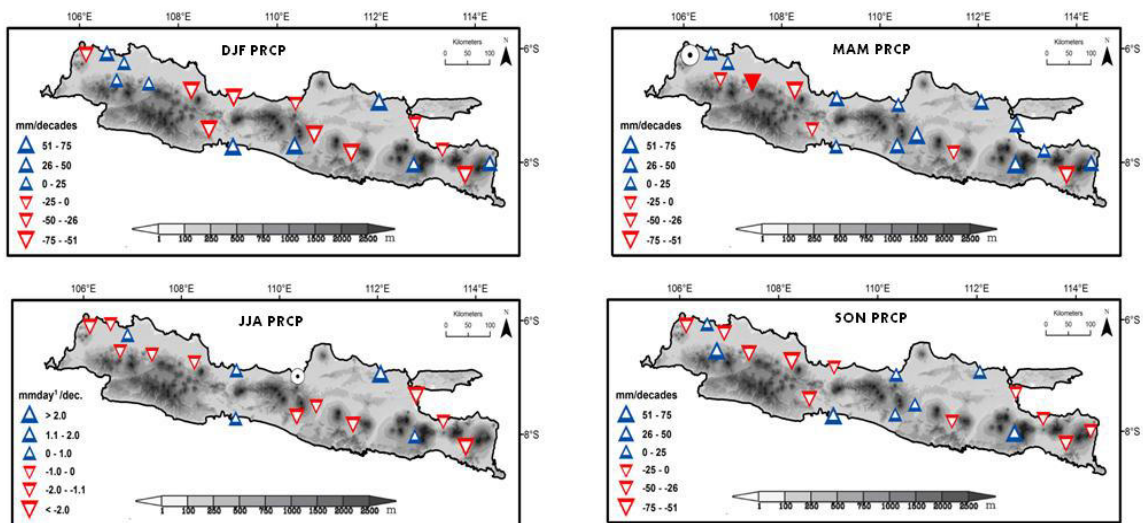 106°E 108°E 110°E 112°E 114°E
DJF PRCP
Kilometers
0 50 100
N
6°S
8°S
mm/decades
51 - 75
26 - 50
0 - 25
-25 - 0
-50 - -26
-75 - -51
1 100 250 500 750 1000 1500 2000 2500 m
106°E 108°E 110°E 112°E 114°E
MAM PRCP
Kilometers
0 50 100
N
6°S
8°S
mm/decades
51 - 75
26 - 50
0 - 25
-25 - 0
-50 - -26
-75 - -51
1 100 250 500 750 1000 1500 2000 2500 m
106°E 108°E 110°E 112°E 114°E
JJA PRCP
Kilometers
0 50 100
N
6°S
8°S
mmday¹/dec.
> 2.0
1.1 - 2.0
0 - 1.0
-1.0 - 0
-2.0 - -1.1
< -2.0
1 100 250 500 750 1000 1500 2000 2500 m
106°E 108°E 110°E 112°E 114°E
SON PRCP
Kilometers
0 50 100
N
6°S
8°S
mm/decades
51 - 75
26 - 50
0 - 25
-25 - 0
-50 - -26
-75 - -51
1 100 250 500 750 1000 1500 2000 2500 m